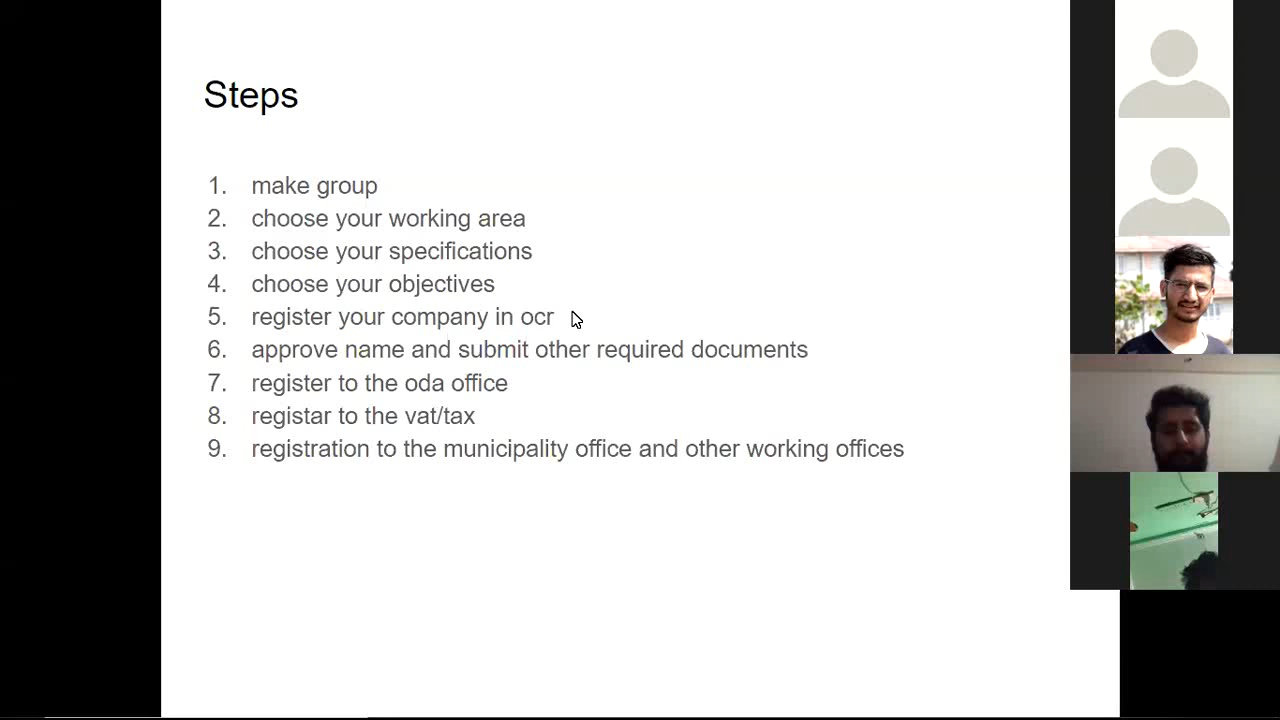 Steps
1. make group
2. choose your working area
3. choose your specifications
4. choose your objectives
5. register your company in ocr
6. approve name and submit other required documents
7. register to the oda office
8. registar to the vat/tax
9. registration to the municipality office and other working offices